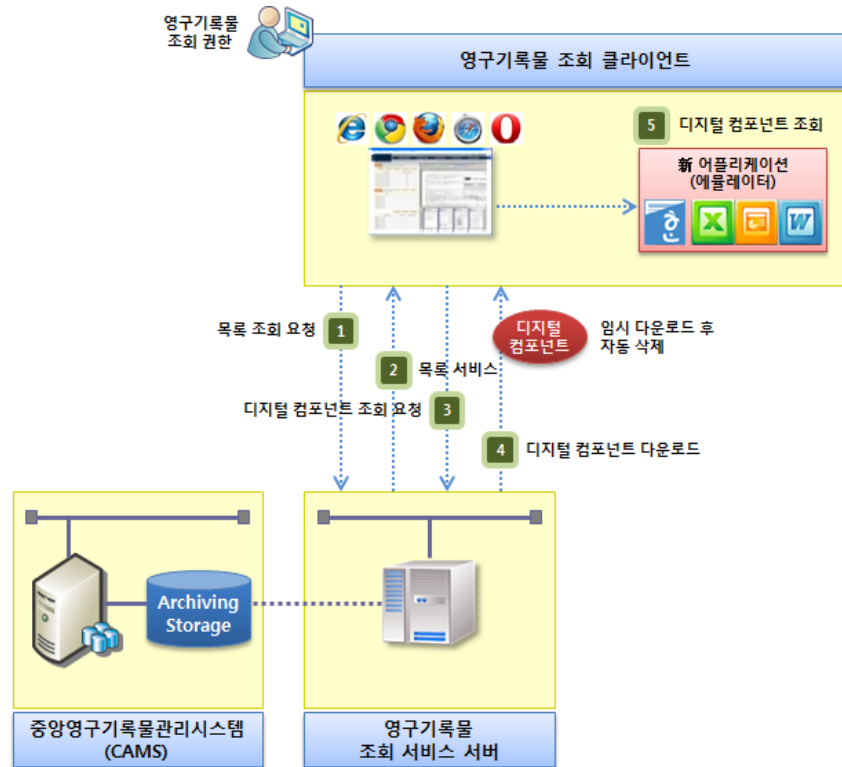 영구기록물
조회 권한
영구기록물 조회 클라이언트
5 디지털 컴포넌트 조회
新 어플리케이션
(에뮬레이터)
목록 조회 요청 1
디지털
컴포넌트
임시 다운로드 후
자동 삭제
2 목록 서비스
디지털 컴포넌트 조회 요청 3
4 디지털 컴포넌트 다운로드
Archiving
Storage
중앙영구기록물관리시스템
(CAMS)
영구기록물
조회 서비스 서버